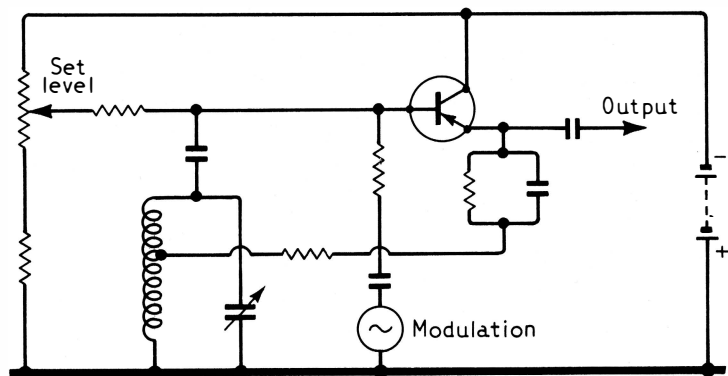 Set
level
Output
−
+
Modulation